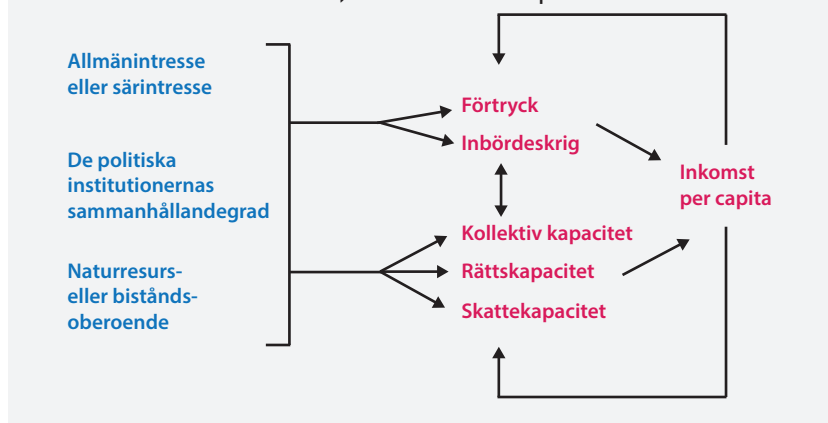 Allmänintresse
eller särintresse
De politiska
institutionernas
sammanhållandegrad
Naturresurs-
eller bistånds-
oberoende
Förtryck
Inbördeskrig
Kollektiv kapacitet
Rättskapacitet
Skattekapacitet
Inkomst
per capita